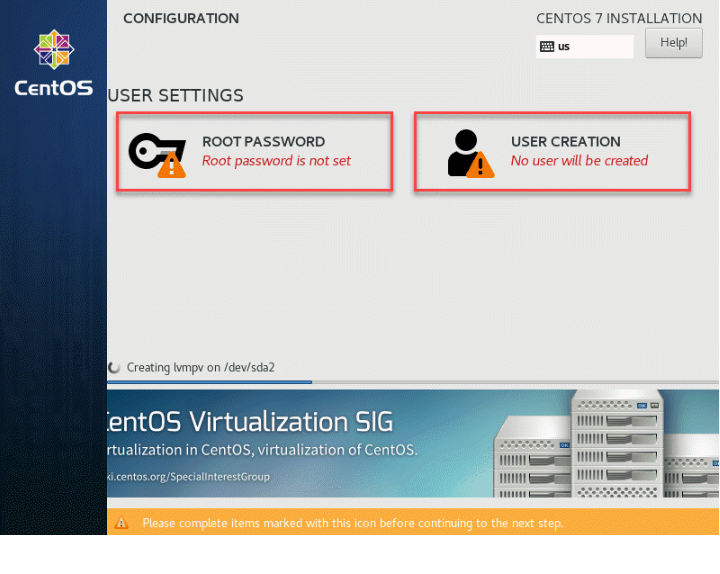 CONFIGURATION
CENTOS 7 INSTALLATION
us
Help!
CentOS
USER SETTINGS
ROOT PASSWORD
Root password is not set
USER CREATION
No user will be created
Creating lvmpv on /dev/sda2
entOS Virtualization SIG
rtualization in CentOS, virtualization of CentOS.
ki.centos.org/SpecialInterestGroup
Please complete items marked with this icon before continuing to the next step.